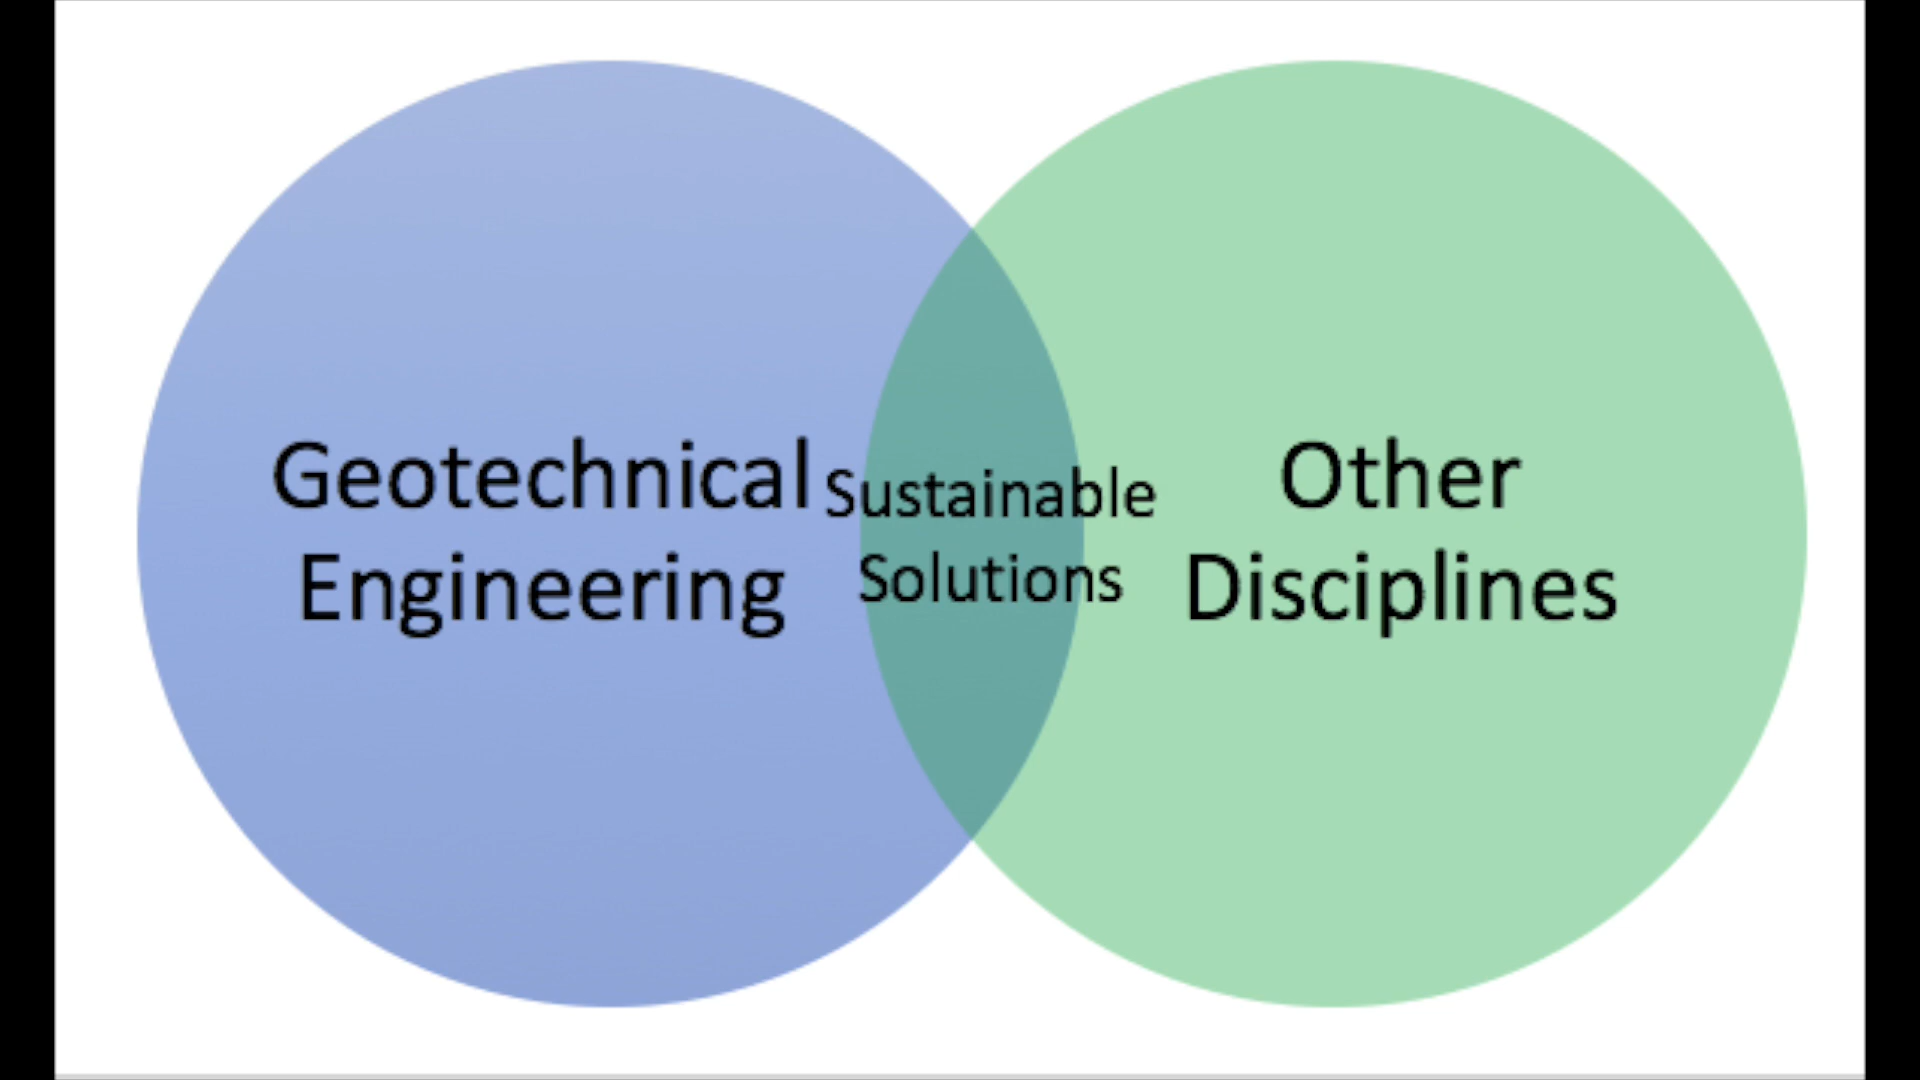 Geotechnical
Engineering
Sustainable
Solutions
Other
Disciplines